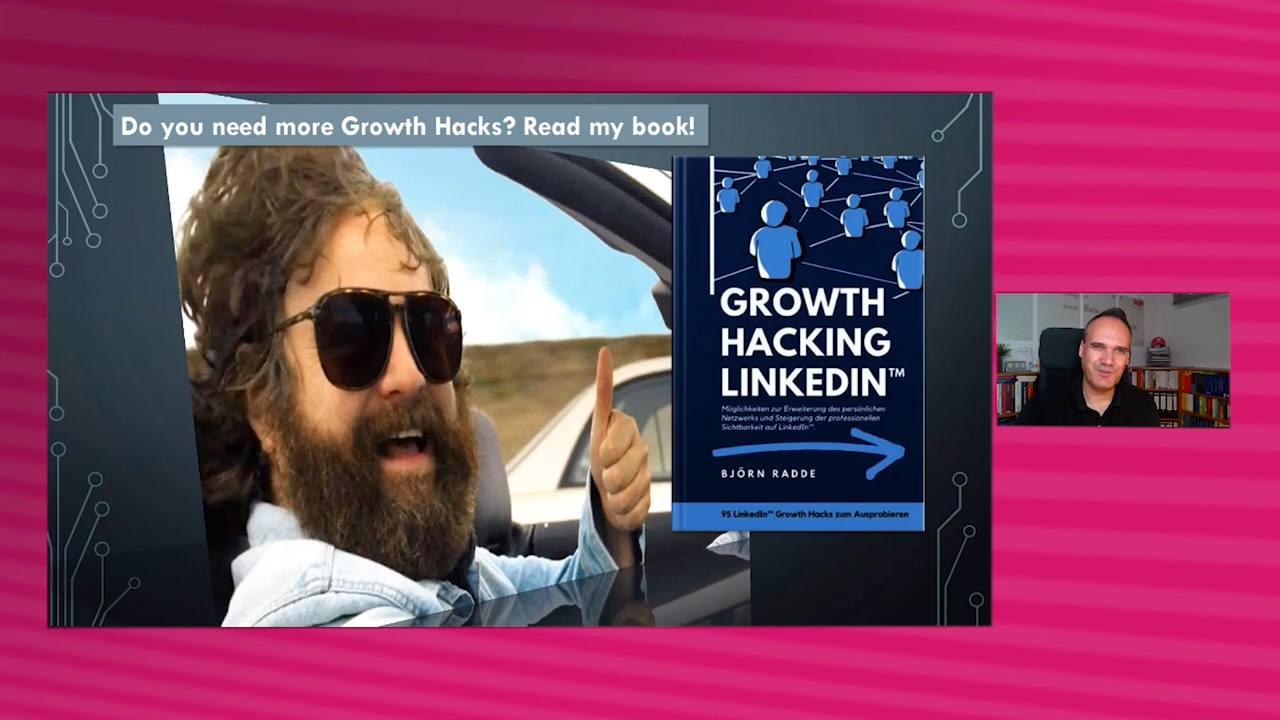 Do you need more Growth Hacks? Read my book!
GROWTH
HACKING
LINKEDIN™
Möglichkeiten zur Erweiterung des persönlichen
Netzwerks und Steigerung der professionellen
Sichtbarkeit auf LinkedIn™.
BJÖRN RADDE
95 LinkedIn™ Growth Hacks zum Ausprobieren